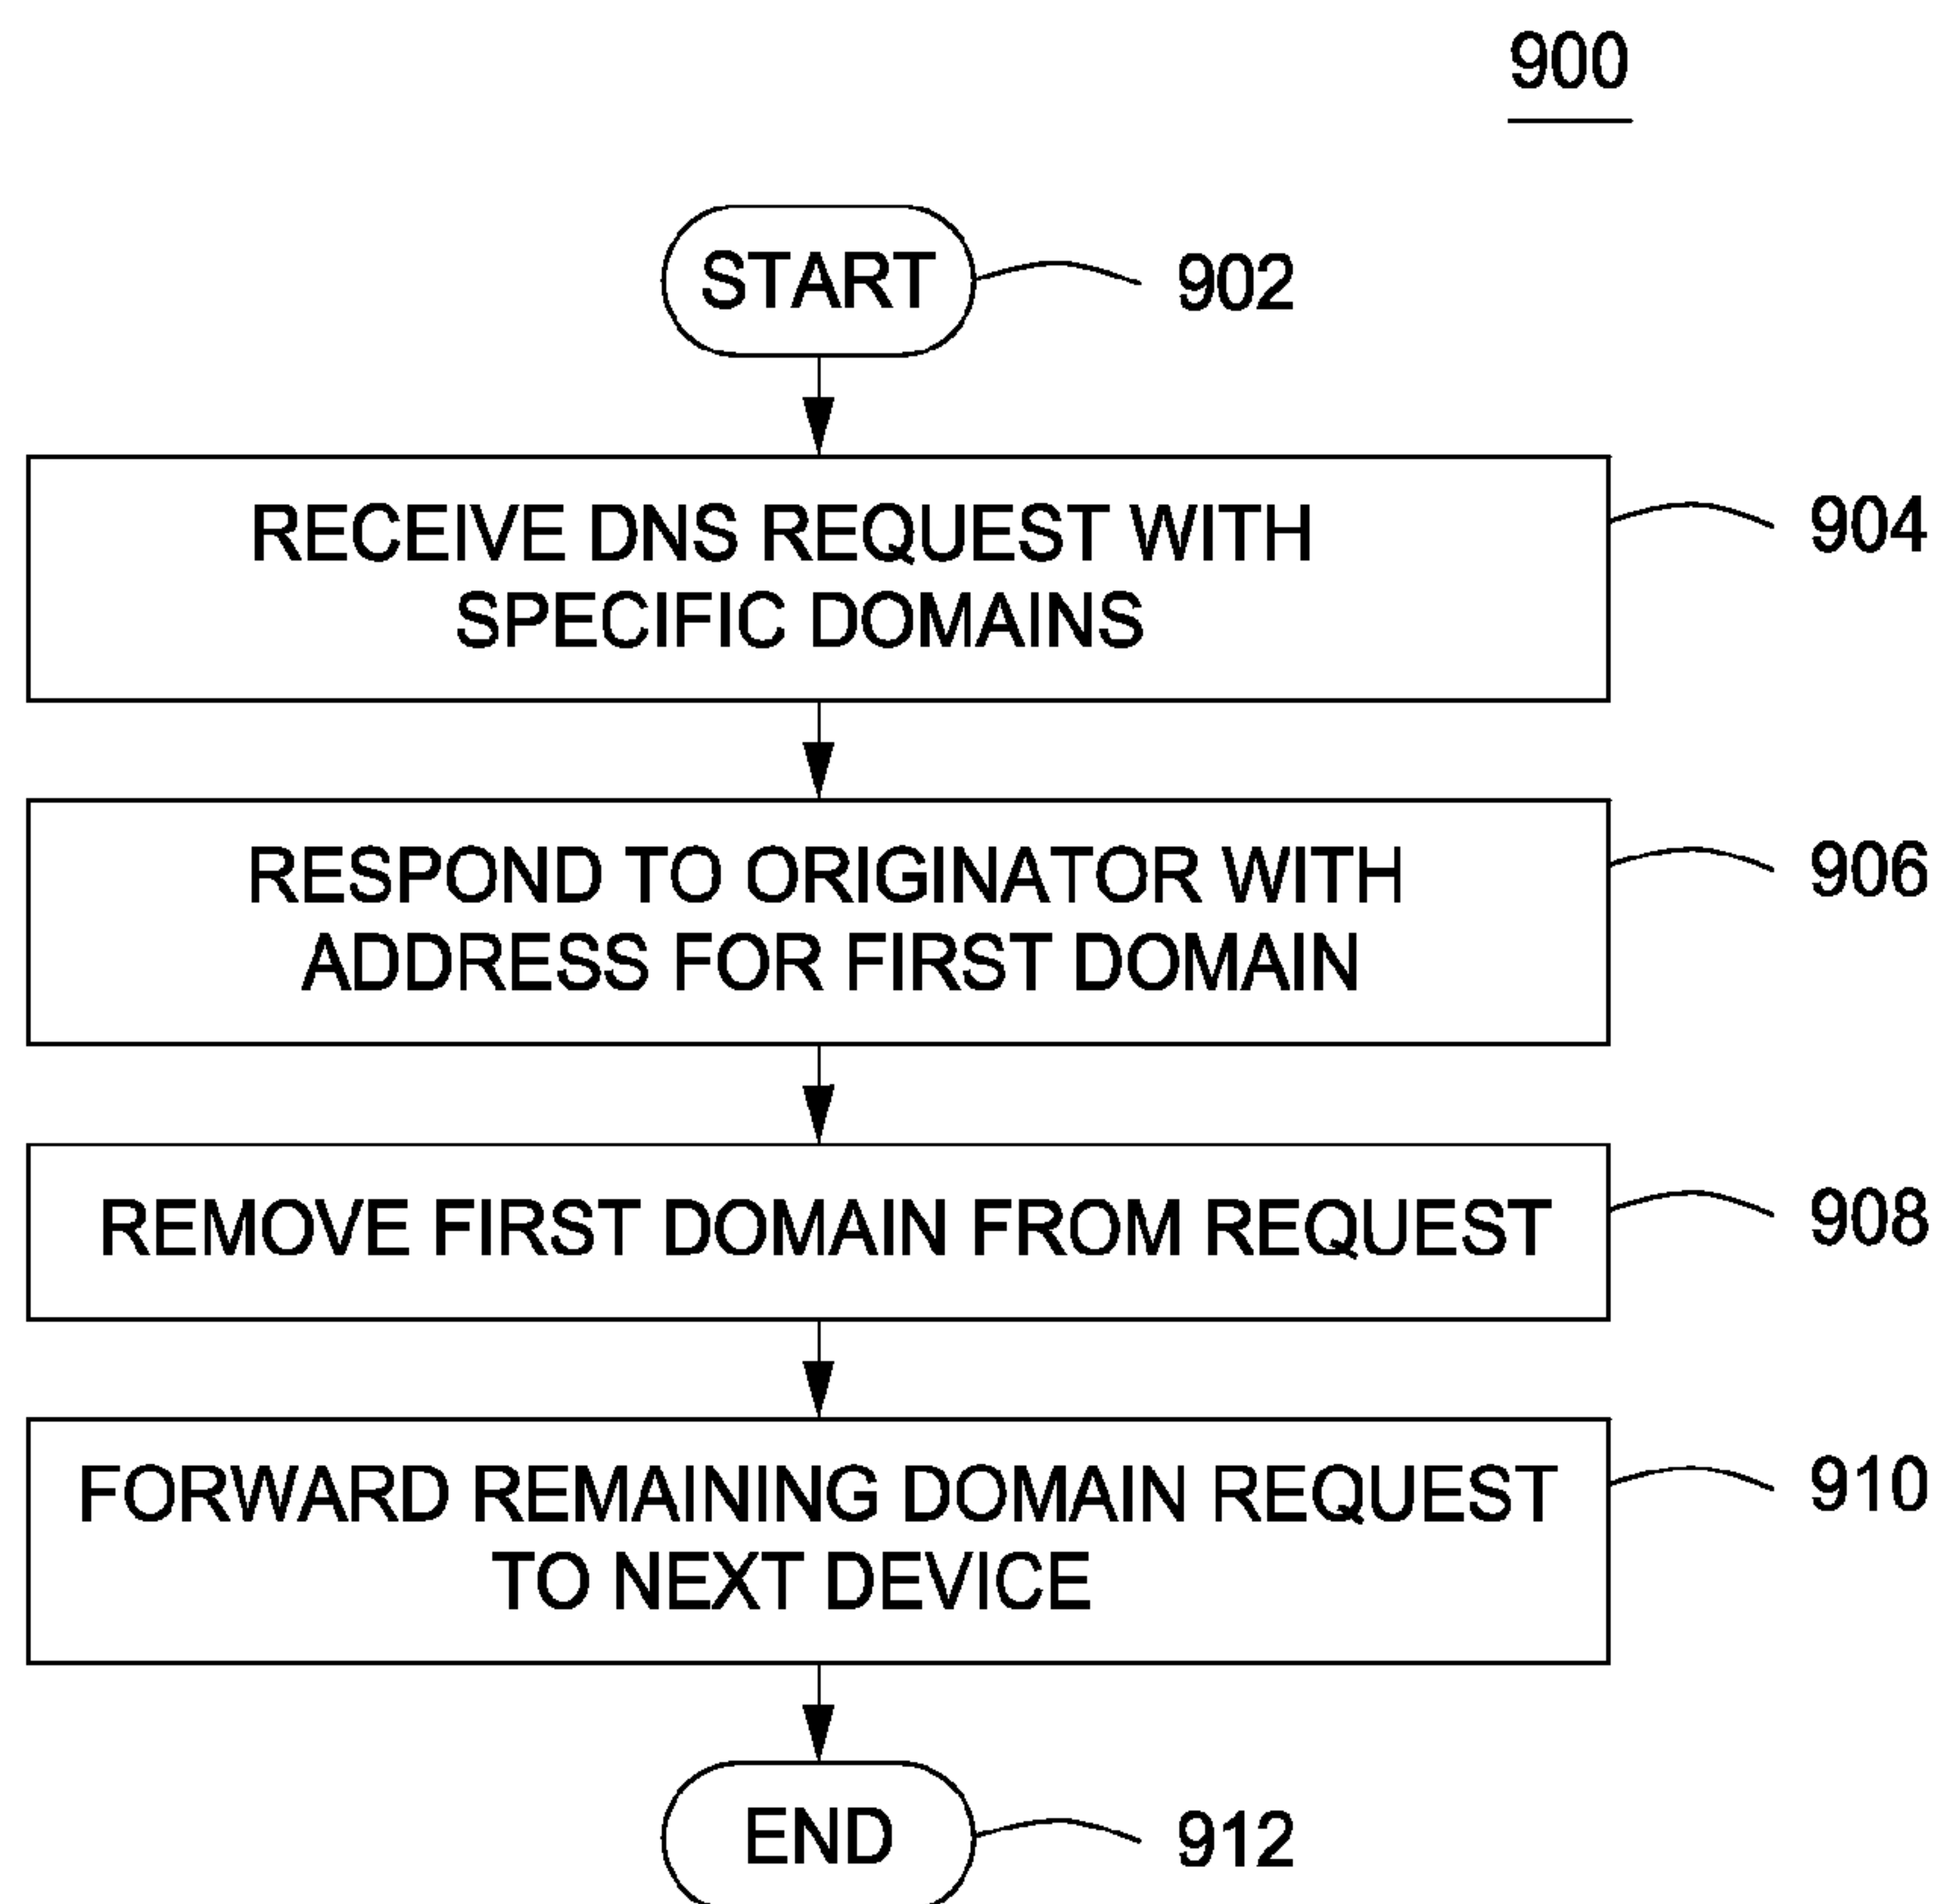 900
START
902
RECEIVE DNS REQUEST WITH
SPECIFIC DOMAINS
904
RESPOND TO ORIGINATOR WITH
ADDRESS FOR FIRST DOMAIN
906
REMOVE FIRST DOMAIN FROM REQUEST
908
FORWARD REMAINING DOMAIN REQUEST
TO NEXT DEVICE
910
END
912